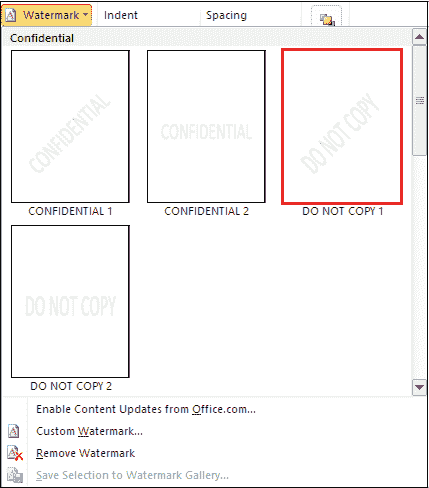 Watermark Indent Spacing
Confidential
CONFIDENTIAL CONFIDENTIAL DO NOT COPY
CONFIDENTIAL 1 CONFIDENTIAL 2 DO NOT COPY 1
DO NOT COPY
DO NOT COPY 2
Enable Content Updates from Office.com...
Custom Watermark...
Remove Watermark
Save Selection to Watermark Gallery...